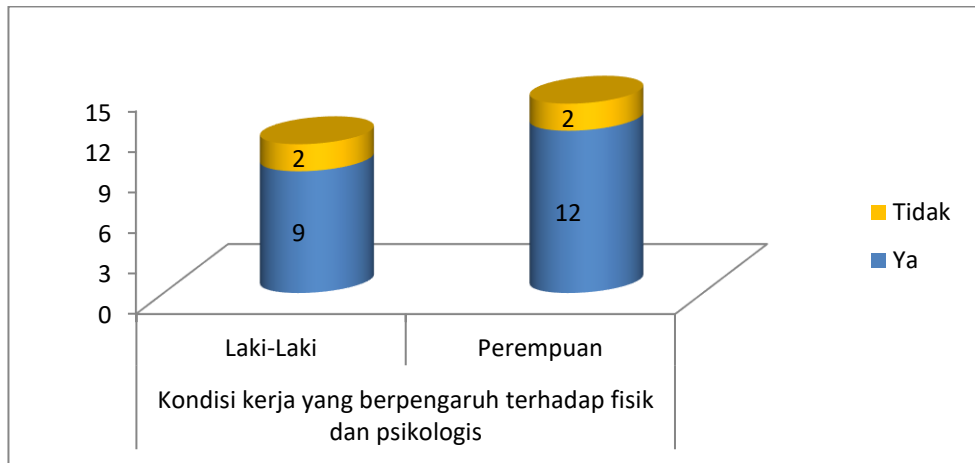 15
12
9
6
3
0
2
9
2
12
Tidak
Ya
Laki-Laki
Perempuan
Kondisi kerja yang berpengaruh terhadap fisik
dan psikologis